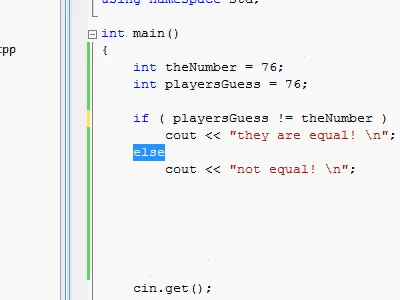 using namespace std;
int main()
{
int theNumber = 76;
int playersGuess = 76;
if ( playersGuess != theNumber )
cout << "they are equal! \n";
else
cout << "not equal! \n";
cin.get();
cpp